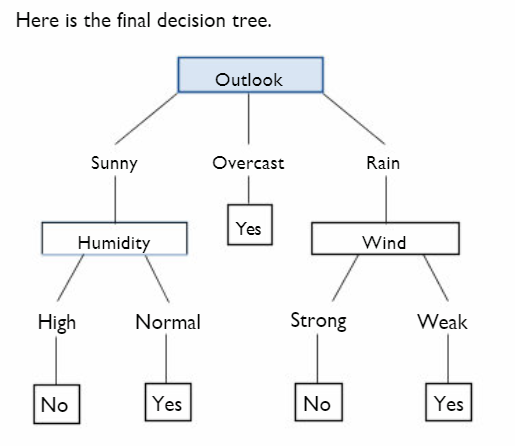 Here is the final decision tree.
Outlook
Sunny Overcast Rain
Yes
Humidity Wind
High Normal Strong Weak
No Yes No Yes